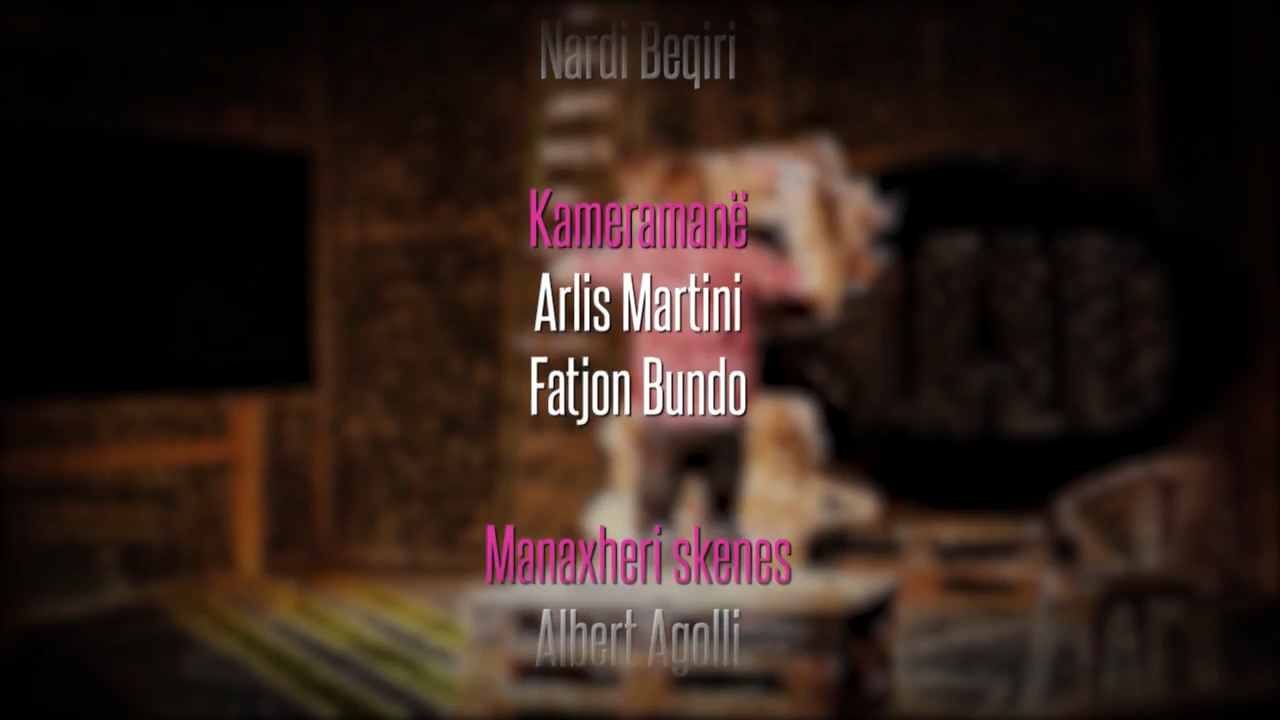 Nardi Beqiri
Kameramanë
Arlis Martini
Fatjon Bundo
Manaxheri skenes
Albert Agolli